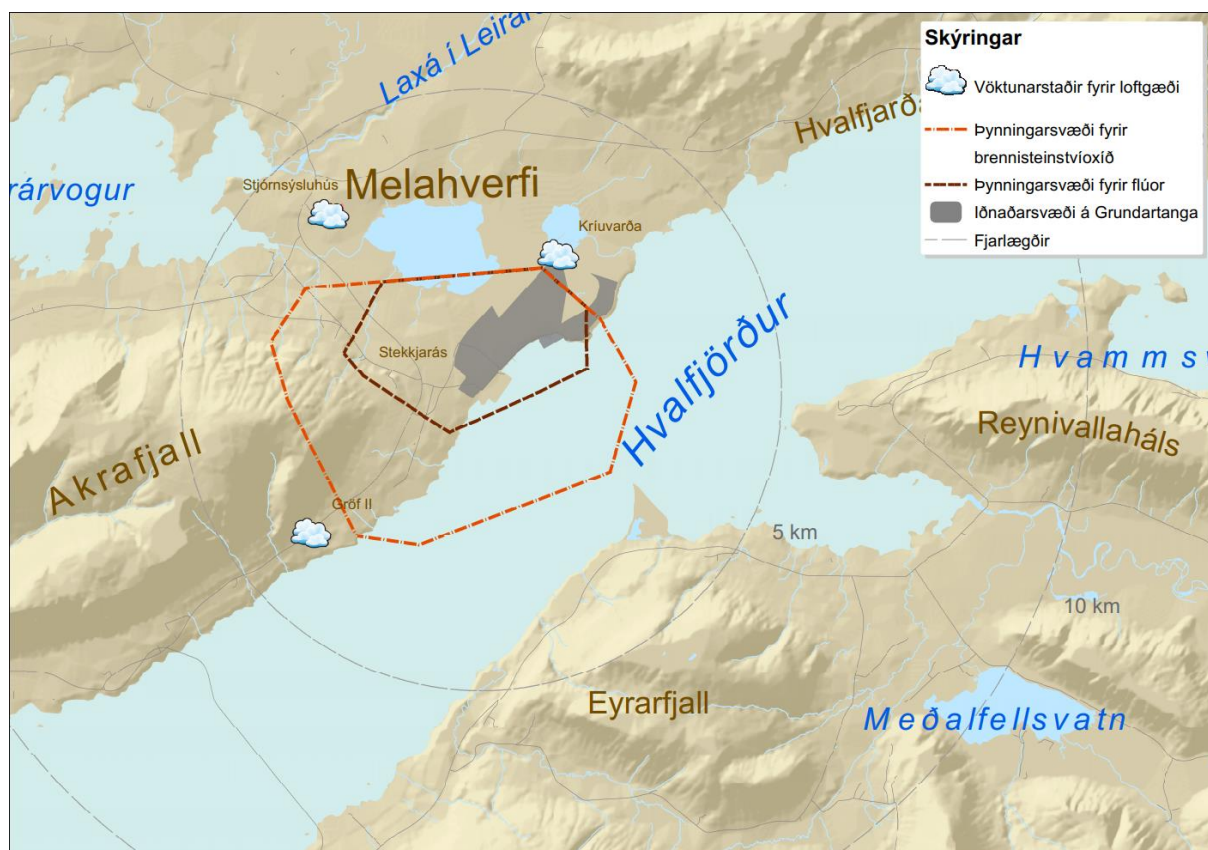 Skýringar
Vöktunarstaðir fyrir loftgæði
Þynningarsvæði fyrir
brennisteinstvíoxíð
Þynningarsvæði fyrir flúor
Iðnaðarsvæði á Grundartanga
Fjarlægðir
Laxá í Leirár
Hvalfjarða
Stjórnsýsluhús
Melahverfi
rárvogur
Kríuvarða
Stekkjarás
Hvalfjörður
Hvammsv
Reynivallaháls
Akrafjall
Gröf II
5 km
10 km
Eyrarfjall
Meðalfellsvatn